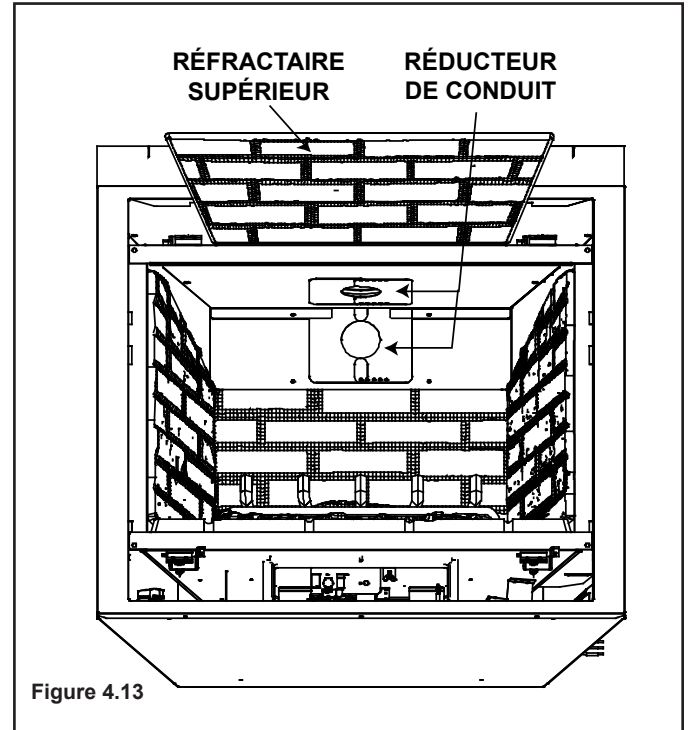 RÉFRACTAIRE
SUPÉRIEUR
RÉDUCTEUR
DE CONDUIT
Figure 4.13